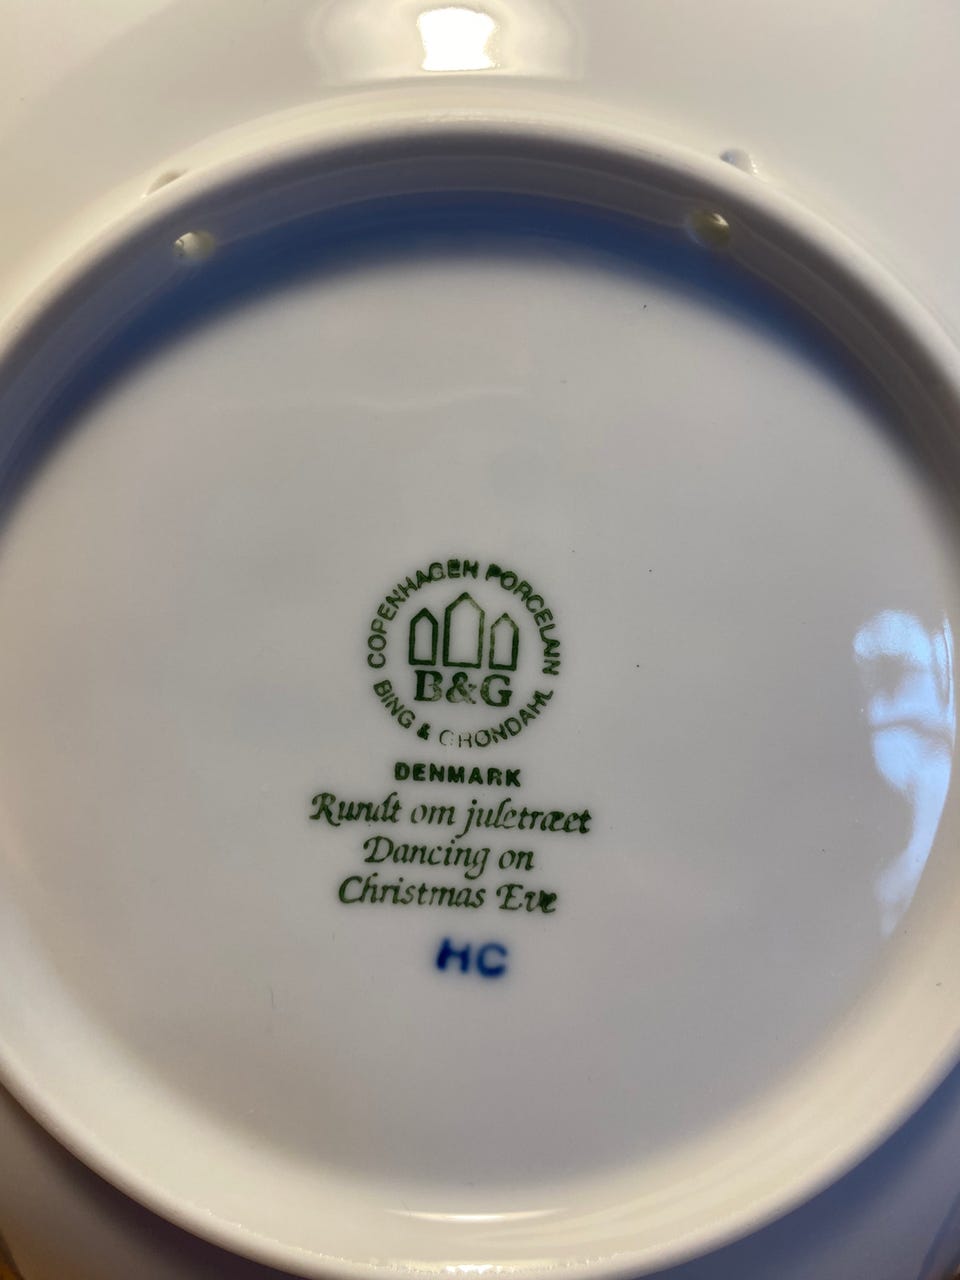 COPENHAGEN PORCELAIN
B&G
BING & GRONDAHL
DENMARK
Rundt om juletræet
Dancing on
Christmas Eve
HC